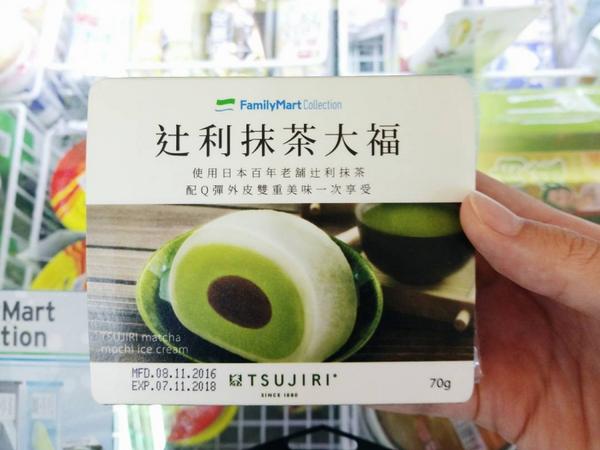 FamilyMart Collection
辻利抹茶大福
使用日本百年老舖辻利抹茶
配Q彈外皮雙重美味一次享受
TSUJIRI matcha
mochi ice cream
MFD.08.11.2016
EXP.07.11.2018
TSUJIRI®
SINCE 1860
70g
Mart
tion